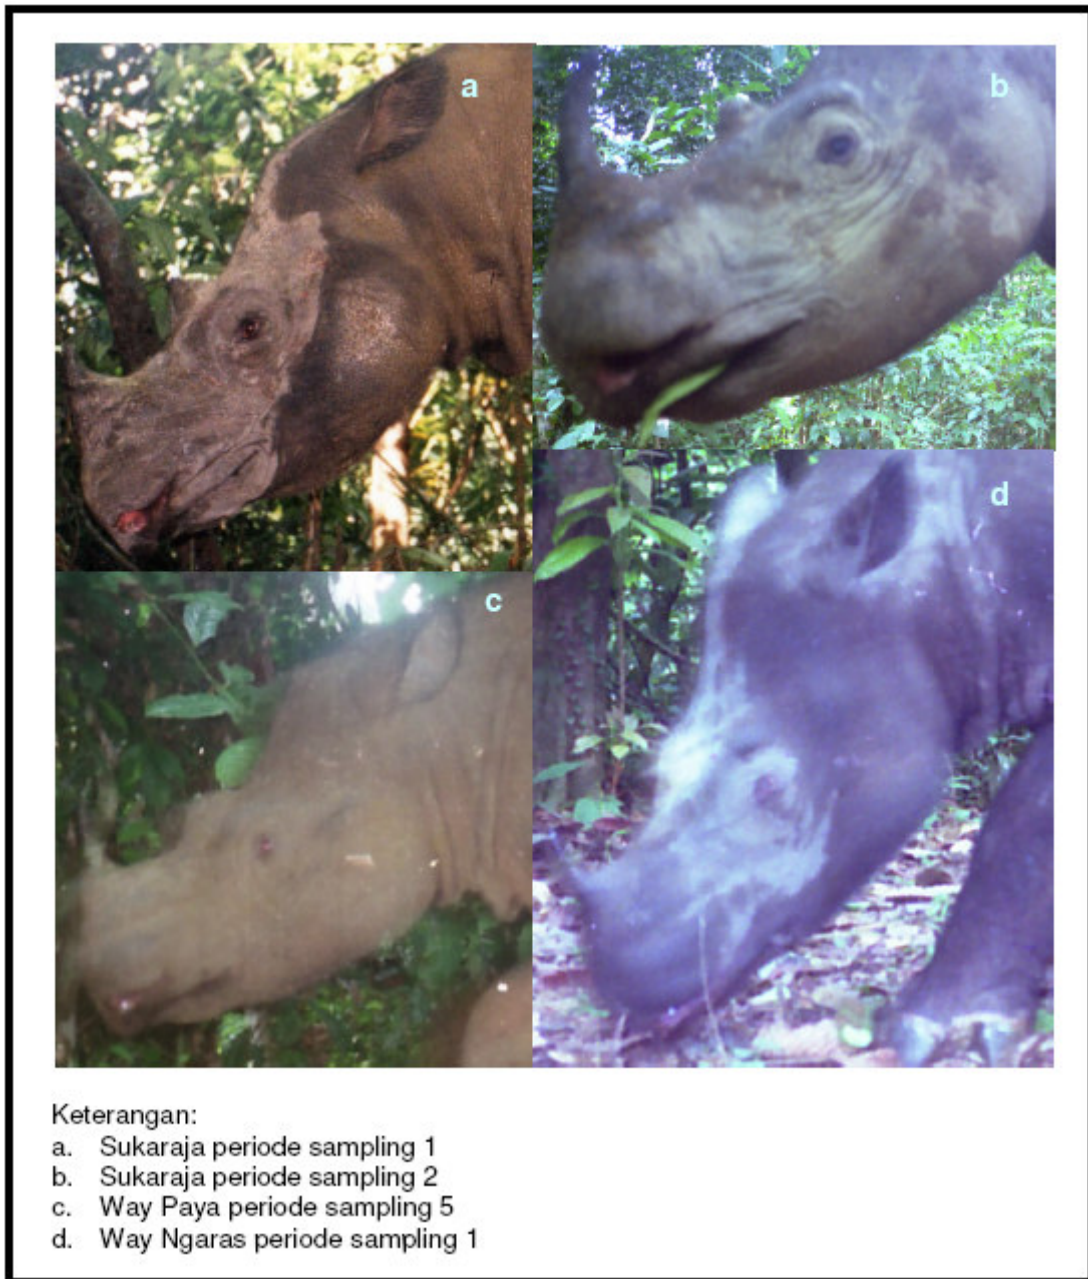 a
b
c
d
Keterangan:
a. Sukaraja periode sampling 1
b. Sukaraja periode sampling 2
c. Way Paya periode sampling 5
d. Way Ngaras periode sampling 1